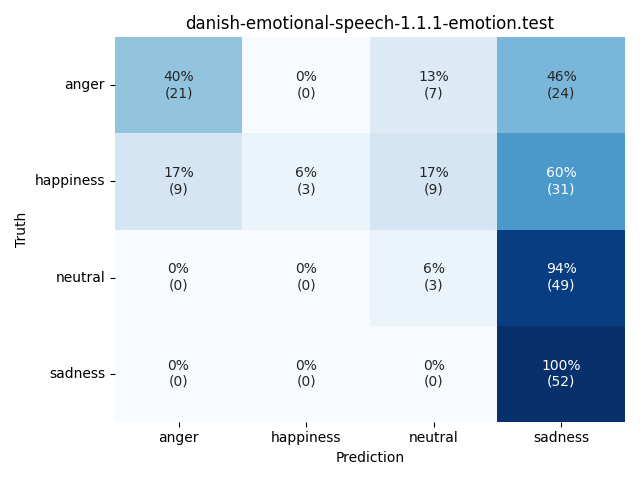 danish-emotional-speech-1.1.1-emotion.test
Truth
anger
40%
(21)
0%
(0)
13%
(7)
46%
(24)
happiness
17%
(9)
6%
(3)
17%
(9)
60%
(31)
neutral
0%
(0)
0%
(0)
6%
(3)
94%
(49)
sadness
0%
(0)
0%
(0)
0%
(0)
100%
(52)
anger
happiness
neutral
sadness
Prediction